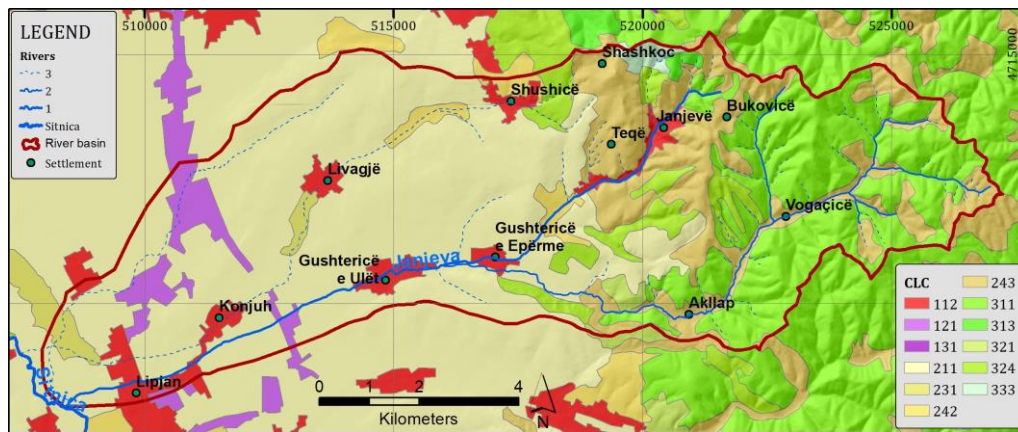 LEGEND
Rivers
3
2
1
Sitnica
River basin
Settlement
510000
515000
520000
525000
4715000
Shashkoc
Shushicë
Janjevë
Bukovicë
Teqë
Livagjë
Vogaçicë
Gushtericë
e Epërme
Gushtericë
e Ulët
Janjeva
Konjuh
Akllap
Lipjan
Sitnica
0 1 2 4
Kilometers
N
CLC
112
121
131
211
231
242
243
311
313
321
324
333